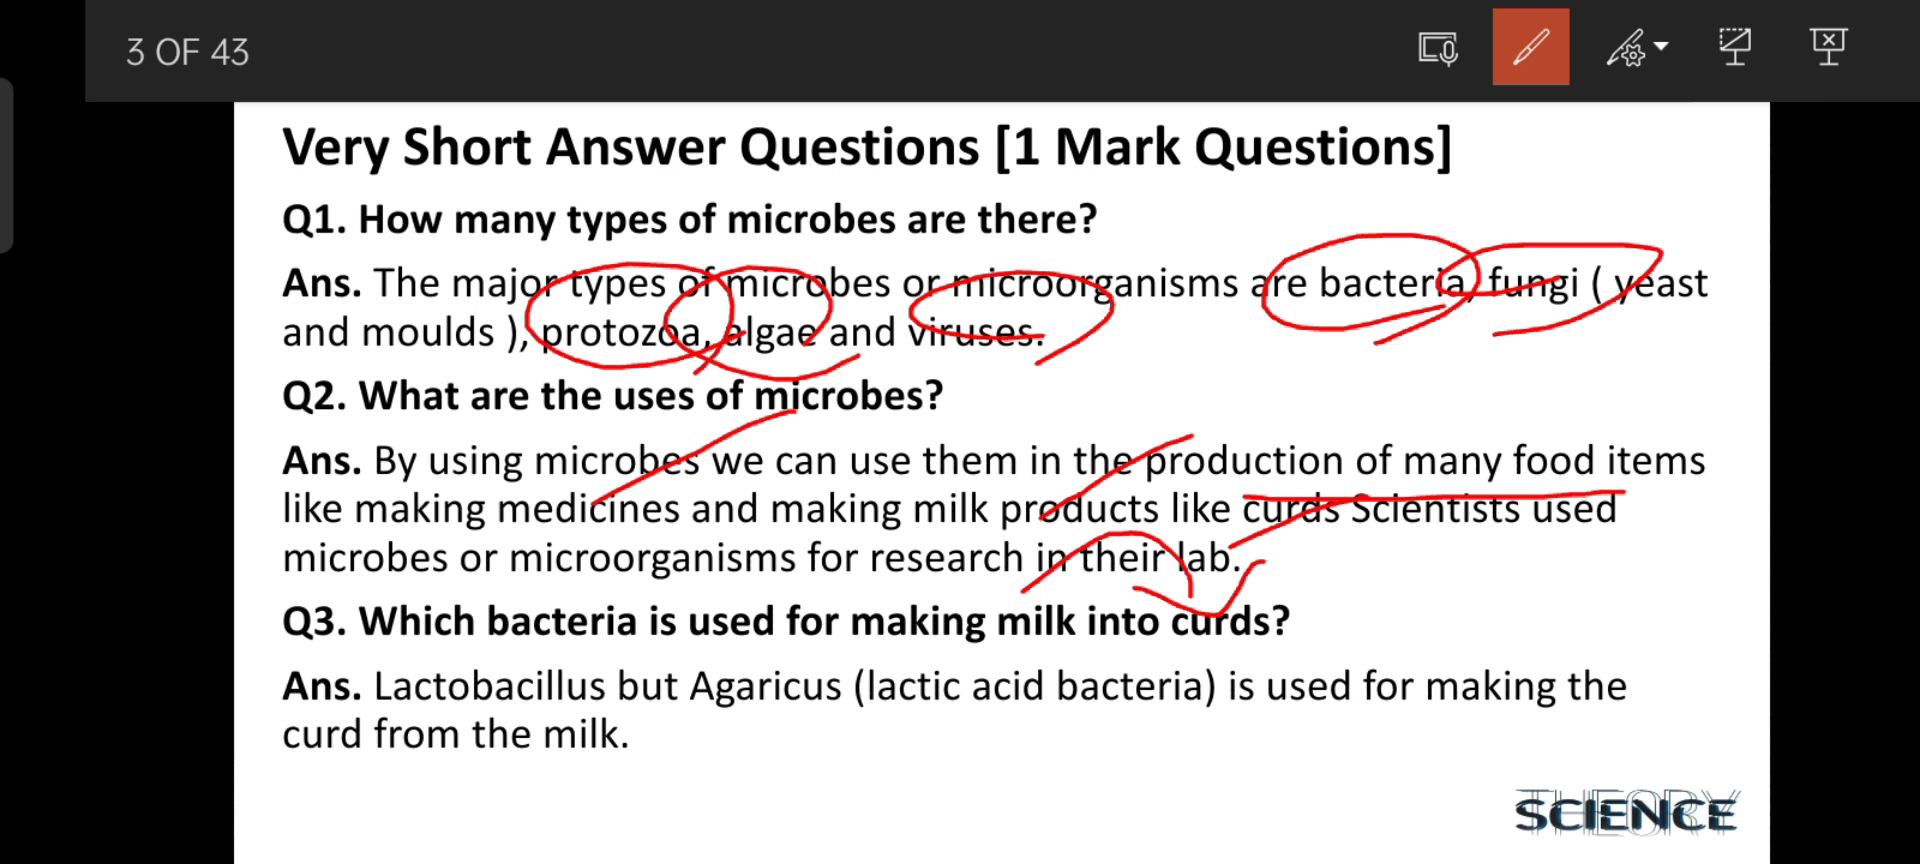 3 OF 43
Very Short Answer Questions [1 Mark Questions]
Q1. How many types of microbes are there?
Ans. The major types of microbes or microorganisms are bacteria, fungi ( yeast
and moulds ), protozoa, algae and viruses.
Q2. What are the uses of microbes?
Ans. By using microbes we can use them in the production of many food items
like making medicines and making milk products like curds Scientists used
microbes or microorganisms for research in their lab.
Q3. Which bacteria is used for making milk into curds?
Ans. Lactobacillus but Agaricus (lactic acid bacteria) is used for making the
curd from the milk.
THEORY
SCIENCE